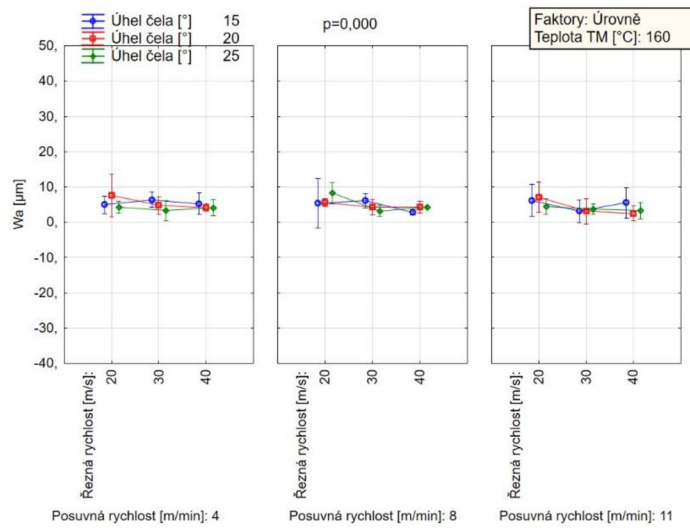 Úhel čela [°] 15
Úhel čela [°] 20
Úhel čela [°] 25
p=0,000
Faktory: Úrovně
Teplota TM [°C]: 160
Wa [µm]
50,
40,
30,
20,
10,
0,
-10,
-20,
-30,
-40,
Řezná rychlost [m/s]:
20
30
40
Posuvná rychlost [m/min]: 4
Řezná rychlost [m/s]:
20
30
40
Posuvná rychlost [m/min]: 8
Řezná rychlost [m/s]:
20
30
40
Posuvná rychlost [m/min]: 11